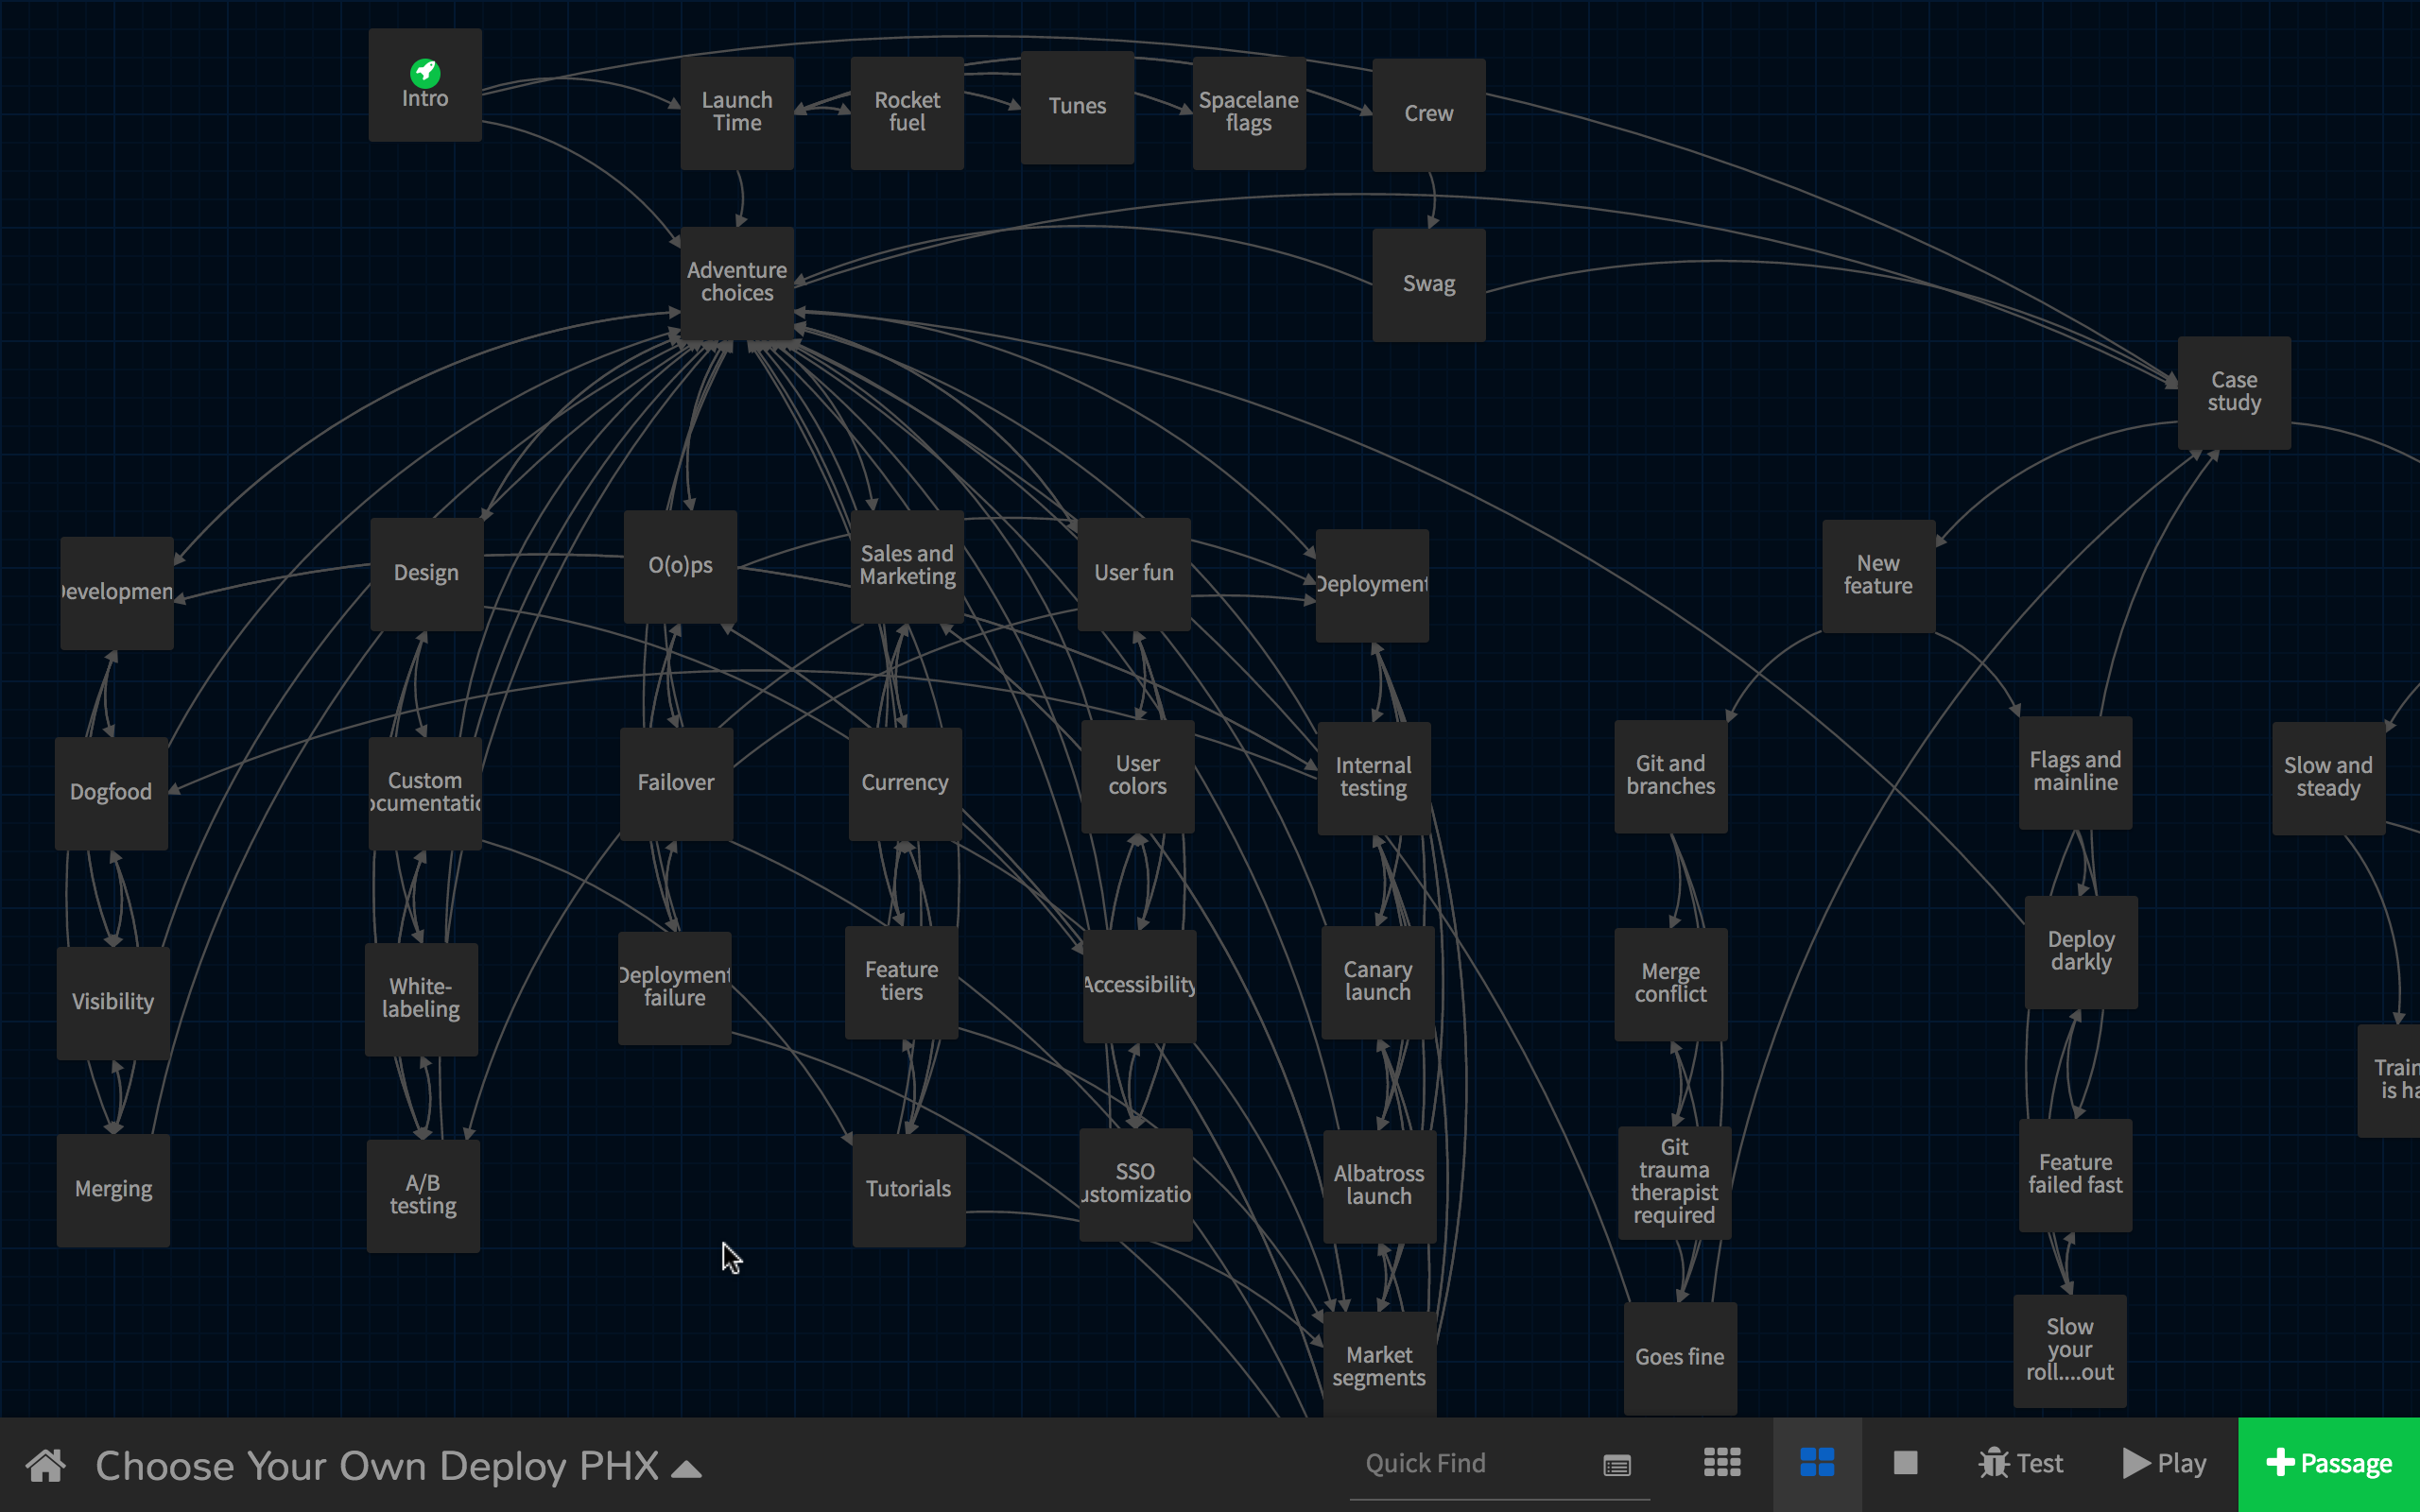 Intro
Launch
Time
Rocket
fuel
Tunes
Spacelane
flags
Crew
Adventure
choices
Swag
Case
study
evelopmen
Design
O(o)ps
Sales and
Marketing
User fun
Deployment
New
feature
Dogfood
Custom
ocumentatio
Failover
Currency
User
colors
Internal
testing
Git and
branches
Flags and
mainline
Slow and
steady
Visibility
White-
labeling
Deployment
failure
Feature
tiers
Accessibility
Canary
launch
Merge
conflict
Deploy
darkly
Train
is ha
Merging
A/B
testing
Tutorials
SSO
ustomizatio
Albatross
launch
Git
trauma
therapist
required
Feature
failed fast
Market
segments
Goes fine
Slow
your
roll....out
Choose Your Own Deploy PHX
Quick Find
Test
Play
Passage